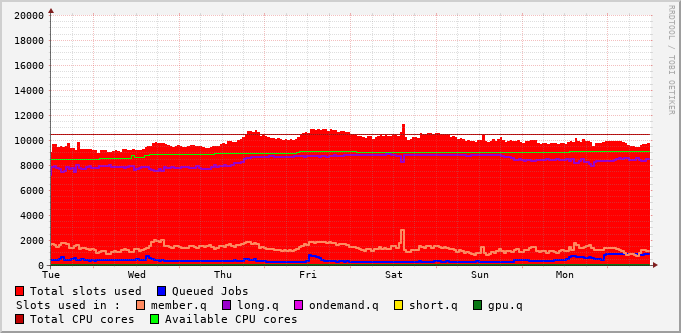 20000
18000
16000
14000
12000
10000
8000
6000
4000
2000
0
Tue Wed Thu Fri Sat Sun Mon
RRDTOOL / TOBI OETIKER
Total slots used Queued Jobs
Slots used in : member.q long.q ondemand.q short.q gpu.q
Total CPU cores Available CPU cores